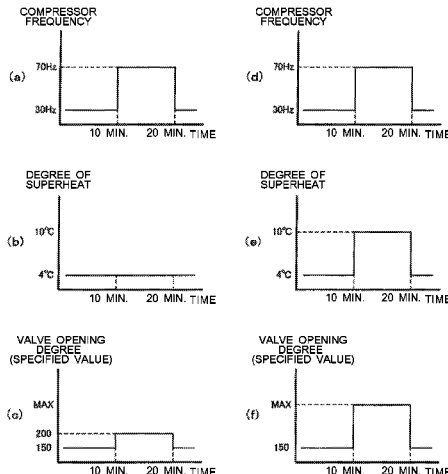 COMPRESSOR
FREQUENCY
(a)
70Hz
30Hz
10 MIN. 20 MIN. TIME
COMPRESSOR
FREQUENCY
(d)
70Hz
30Hz
10 MIN. 20 MIN. TIME
DEGREE OF
SUPERHEAT
(b)
10°C
4°C
10 MIN. 20 MIN. TIME
DEGREE OF
SUPERHEAT
(e)
10°C
4°C
10 MIN. 20 MIN. TIME
VALVE OPENING
DEGREE
(SPECIFIED VALUE)
MAX
(c)
200
150
10 MIN. 20 MIN. TIME
VALVE OPENING
DEGREE
(SPECIFIED VALUE)
MAX
(f)
150
10 MIN. 20 MIN. TIME